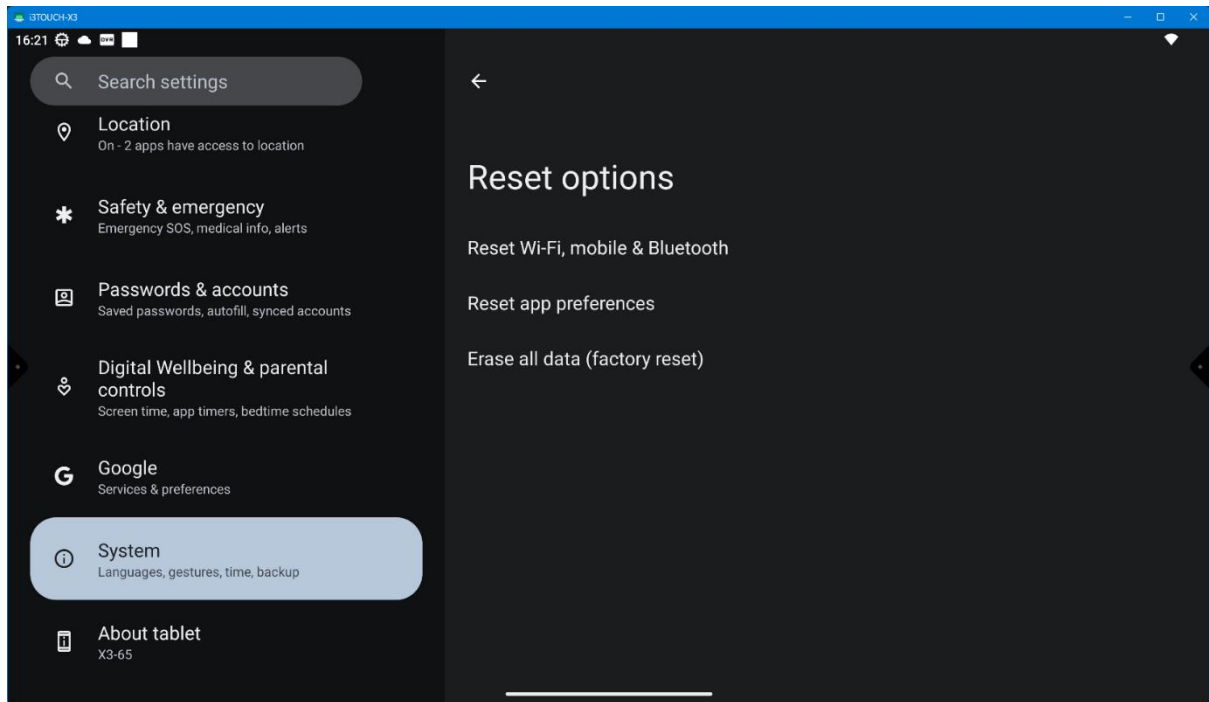 i3TOUCH-X3
16:21
DVR
Search settings
Location
On - 2 apps have access to location
Safety & emergency
Emergency SOS, medical info, alerts
Passwords & accounts
Saved passwords, autofill, synced accounts
Digital Wellbeing & parental
controls
Screen time, app timers, bedtime schedules
Google
Services & preferences
System
Languages, gestures, time, backup
About tablet
X3-65
Reset options
Reset Wi-Fi, mobile & Bluetooth
Reset app preferences
Erase all data (factory reset)